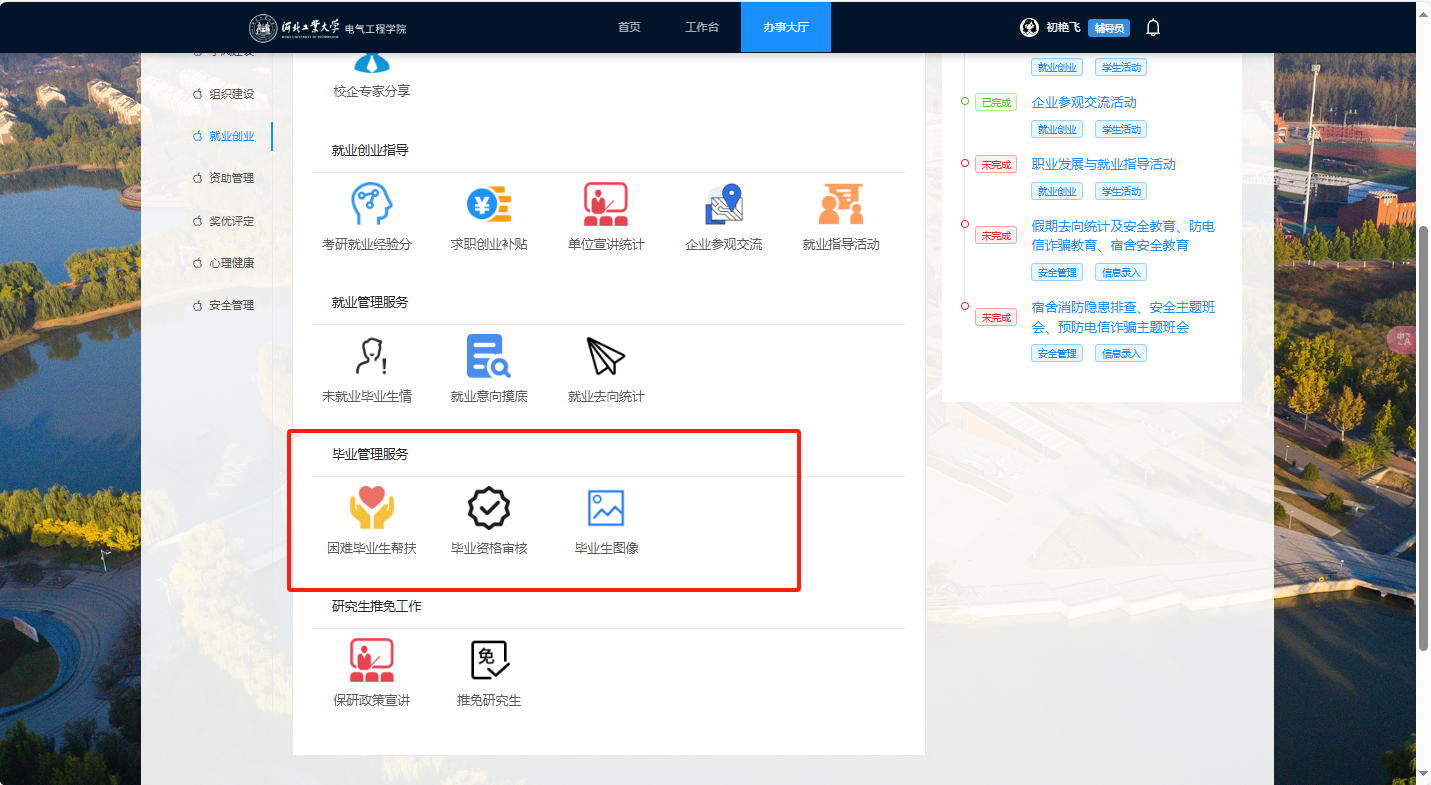 河北工业大学 电气工程学院
首页 工作台 办事大厅
初艳飞 辅导员
组织建设
就业创业
资助管理
奖优评定
心理健康
安全管理
校企专家分享
就业创业指导
考研就业经验分 求职创业补贴 单位宣讲统计 企业参观交流 就业指导活动
就业管理服务
未就业毕业生情 就业意向摸底 就业去向统计
毕业管理服务
困难毕业生帮扶 毕业资格审核 毕业生图像
研究生推免工作
免
保研政策宣讲 推免研究生
就业创业 学生活动
已完成 企业参观交流活动
就业创业 学生活动
未完成 职业发展与就业指导活动
就业创业 学生活动
未完成 假期去向统计及安全教育、防电
信诈骗教育、宿舍安全教育
安全管理 信息录入
未完成 宿舍消防隐患排查、安全主题班
会、预防电信诈骗主题班会
安全管理 信息录入